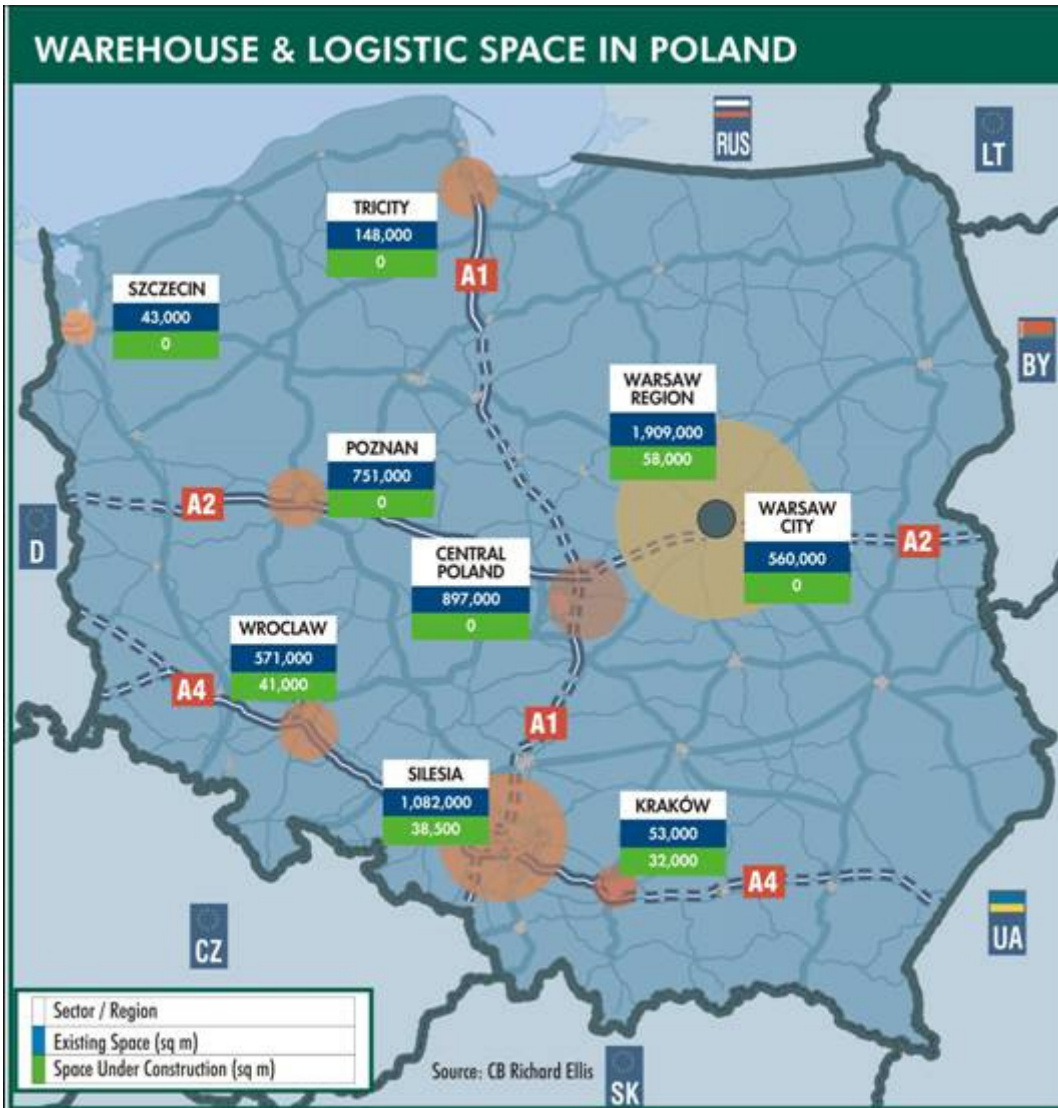 WAREHOUSE & LOGISTIC SPACE IN POLAND
RUS
LT
TRICITY
148,000
0
A1
SZCZECIN
43,000
0
BY
WARSAW
REGION
1,909,000
58,000
POZNAN
751,000
0
A2
WARSAW
CITY
560,000
0
A2
D
CENTRAL
POLAND
897,000
0
WROCLAW
571,000
41,000
A4
A1
SILESIA
1,082,000
38,500
KRAKÓW
53,000
32,000
A4
CZ
UA
Sector / Region
Existing Space (sq m)
Space Under Construction (sq m)
Source: CB Richard Ellis
SK